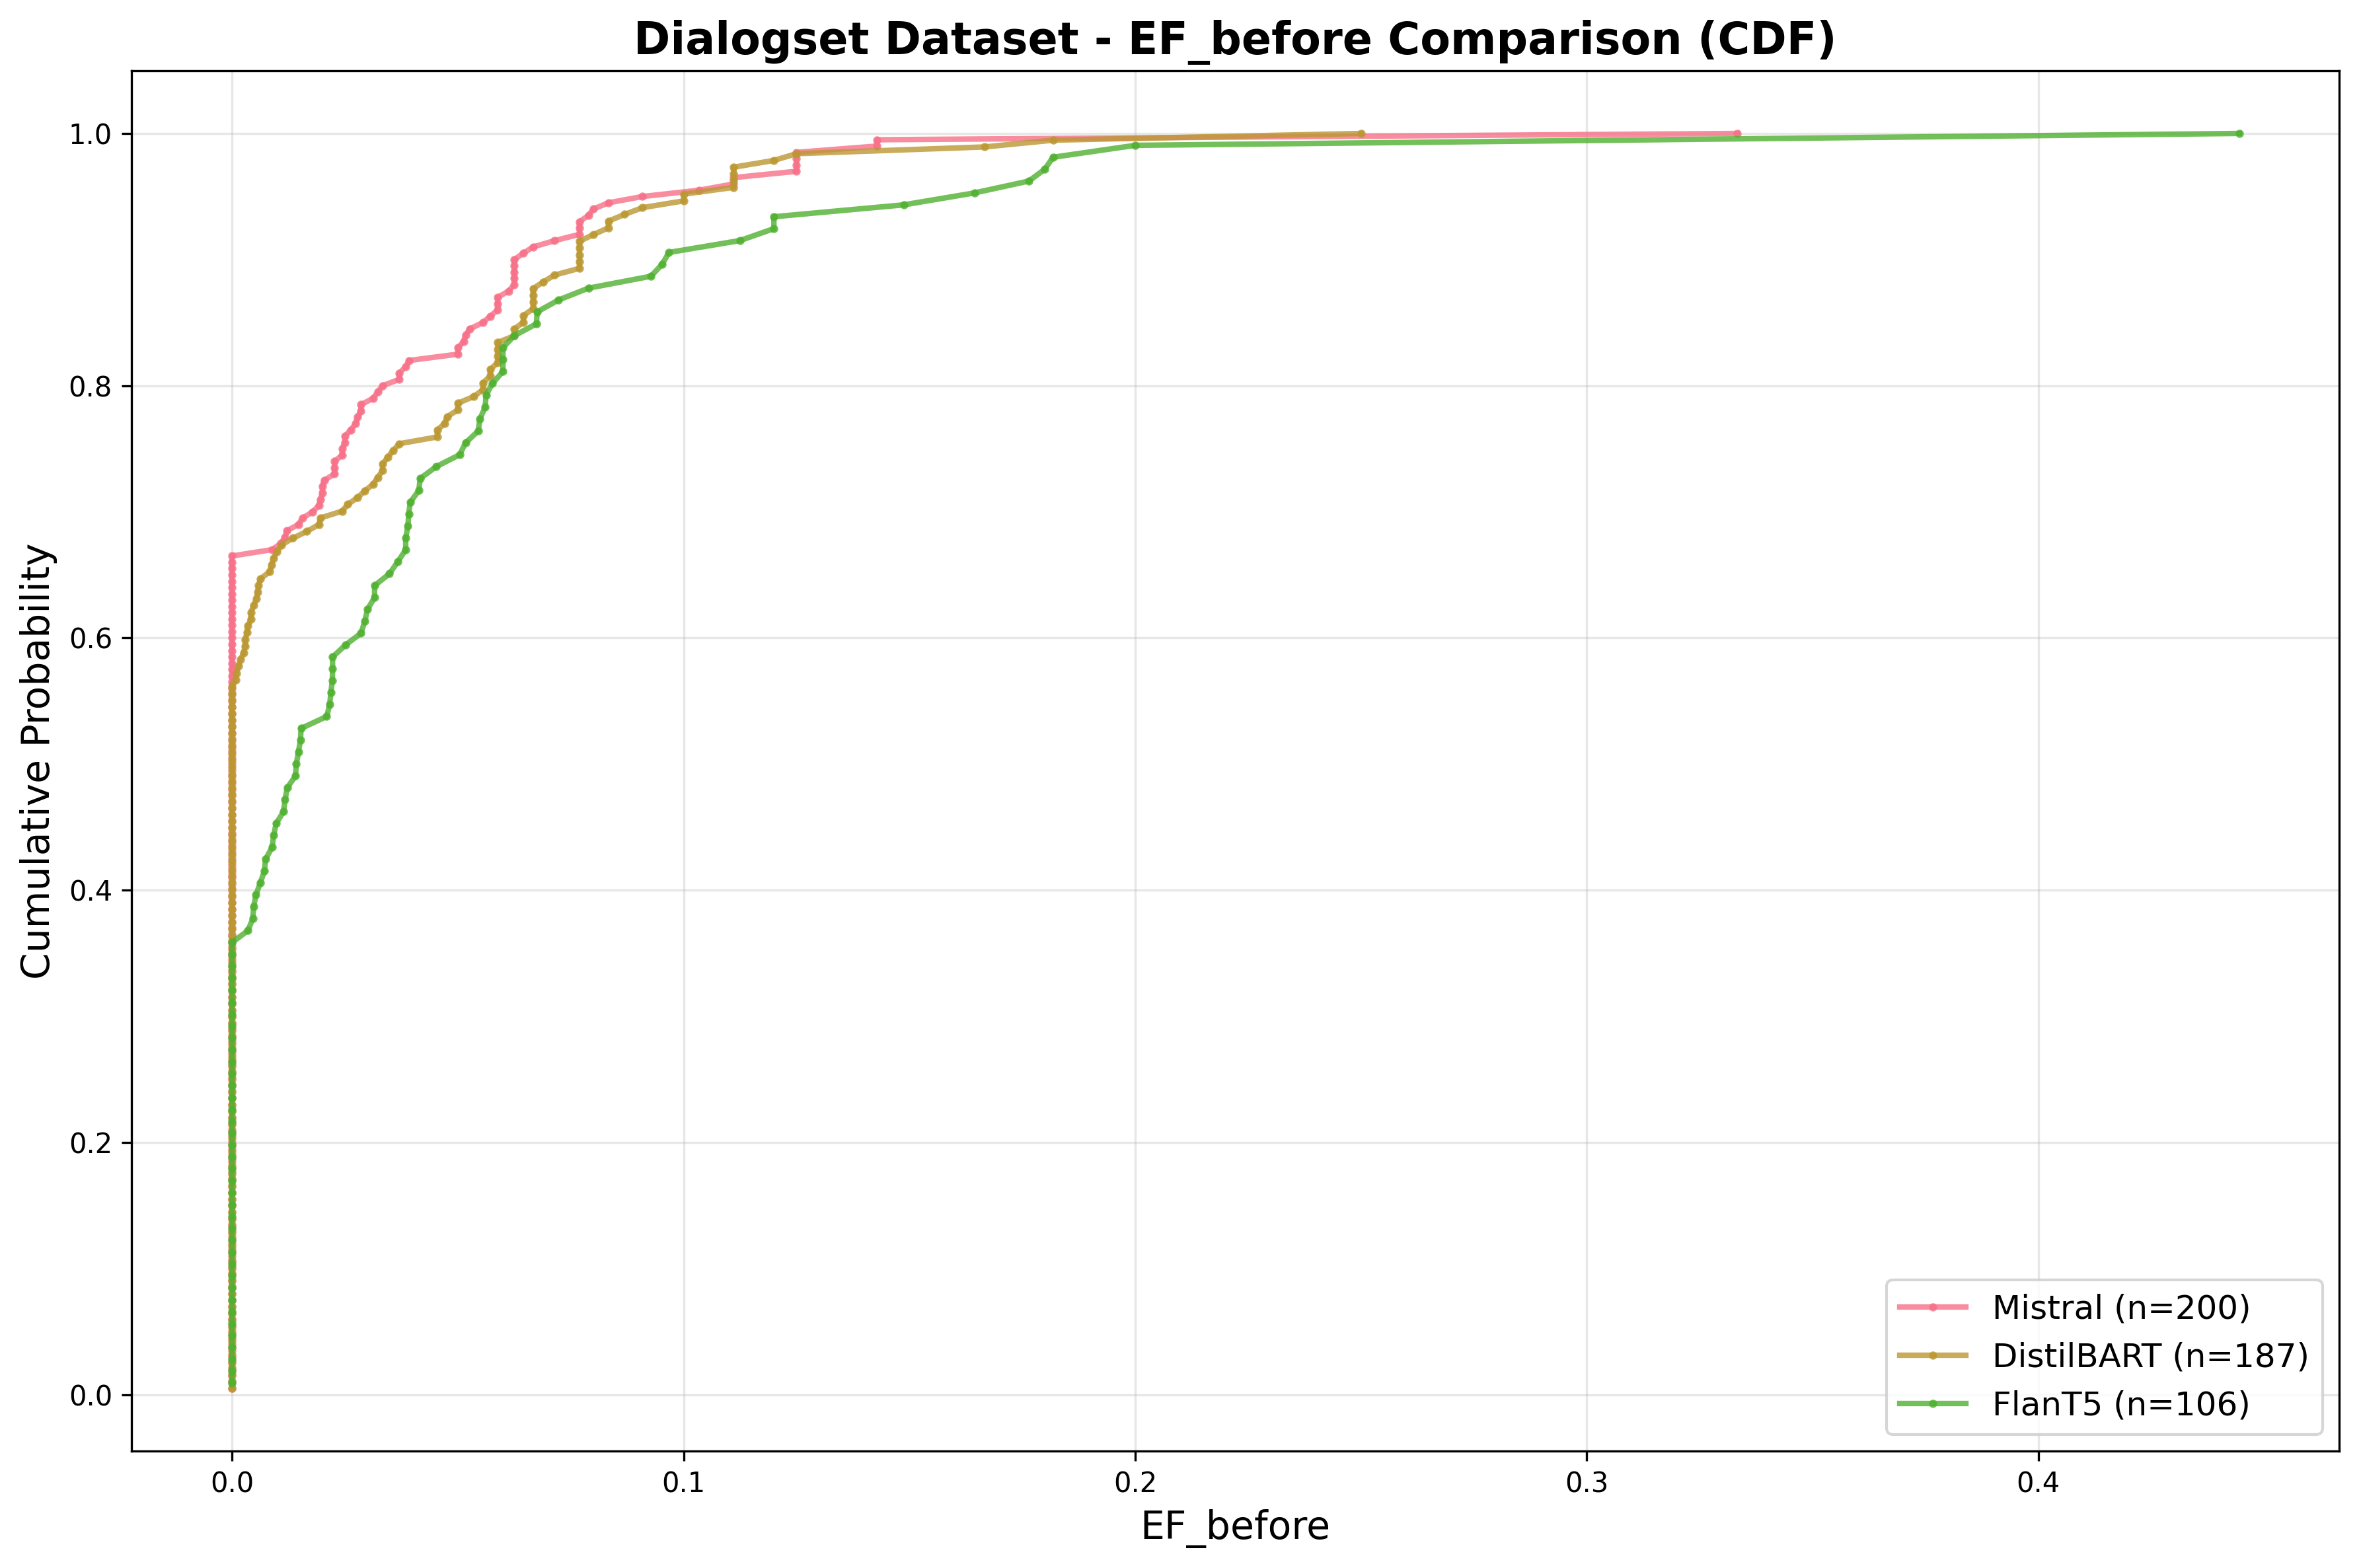 Dialogset Dataset - EF_before Comparison (CDF)
Cumulative Probability
1.0
0.8
0.6
0.4
0.2
0.0
0.0 0.1 0.2 0.3 0.4
EF_before
Mistral (n=200)
DistilBART (n=187)
FlanT5 (n=106)